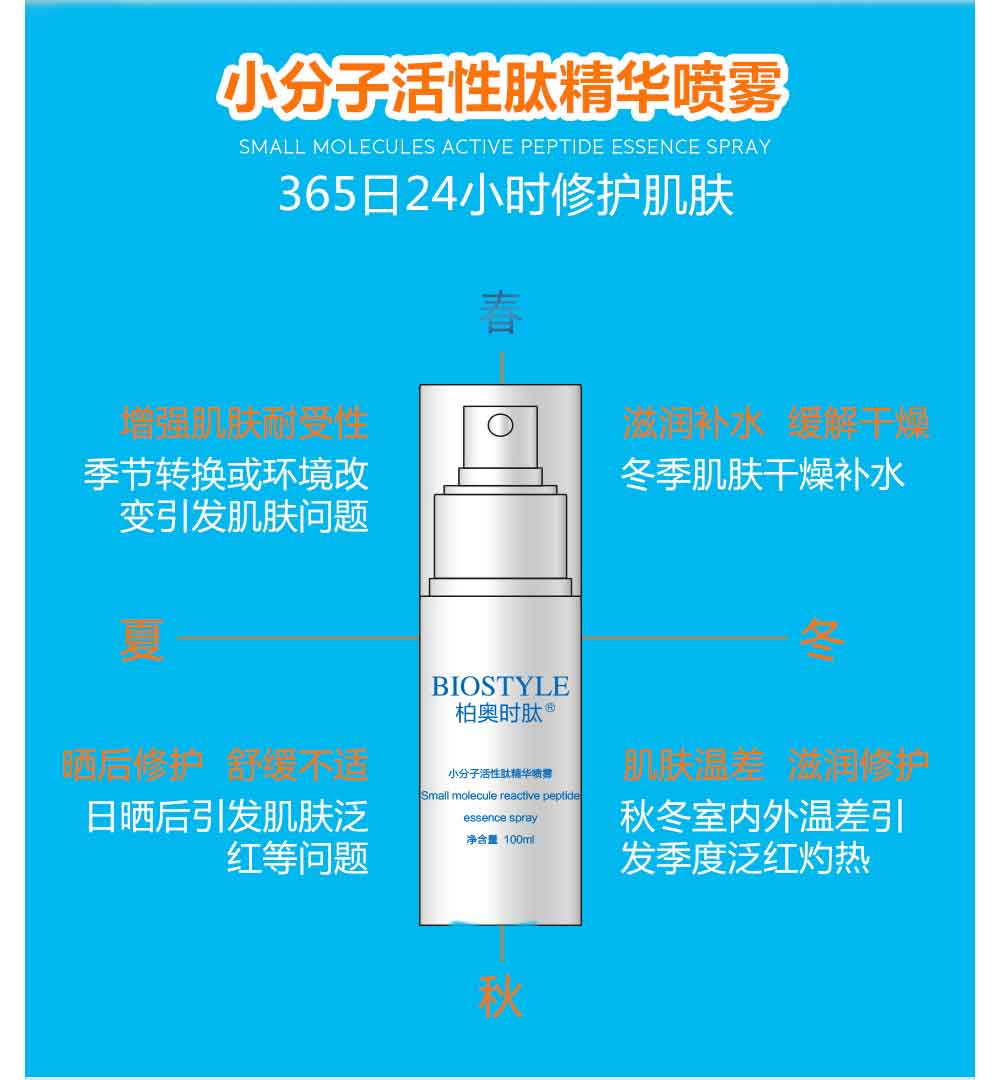 小分子活性肽精华喷雾
SMALL MOLECULES ACTIVE PEPTIDE ESSENCE SPRAY
365日24小时修护肌肤
春
增强肌肤耐受性
季节转换或环境改
变引发肌肤问题
滋润补水 缓解干燥
冬季肌肤干燥补水
夏
冬
BIOSTYLE
柏奥时肽®
小分子活性肽精华喷雾
Small molecule reactive peptide
essence spray
净含量 100ml
晒后修护 舒缓不适
日晒后引发肌肤泛
红等问题
肌肤温差 滋润修护
秋冬室内外温差引
发季度泛红灼热
秋